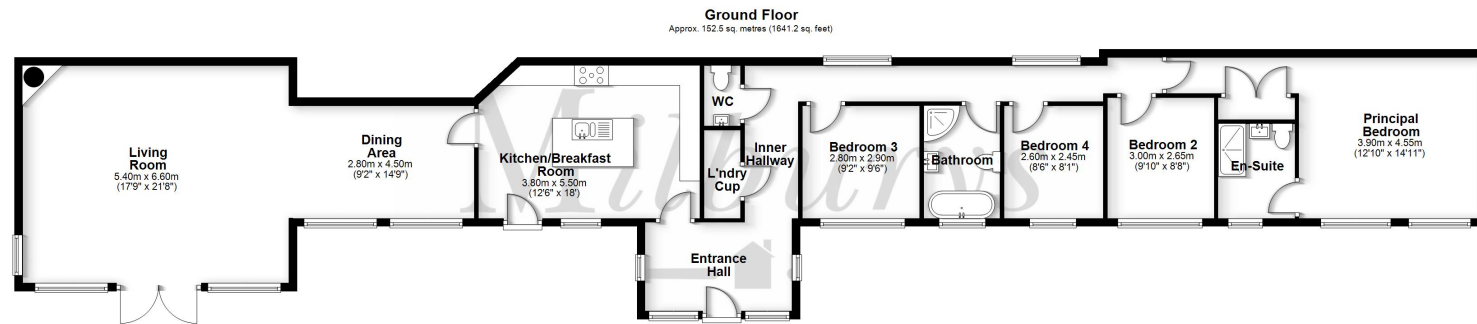 Ground Floor
Approx. 152.5 sq. metres (1641.2 sq. feet)
Living
Room
5.40m x 6.60m
(17'9" x 21'8")
Dining
Area
2.80m x 4.50m
(9'2" x 14'9")
Kitchen/Breakfast
Room
3.80m x 5.50m
(12'6" x 18')
WC
L'ndry
Cup
Inner
Hallway
Entrance
Hall
Bedroom 3
2.80m x 2.90m
(9'2" x 9'6")
Bathroom
Bedroom 4
2.60m x 2.45m
(8'6" x 8'1")
Bedroom 2
3.00m x 2.65m
(9'10" x 8'8")
En-Suite
Principal
Bedroom
3.90m x 4.55m
(12'10" x 14'11")
Milburys